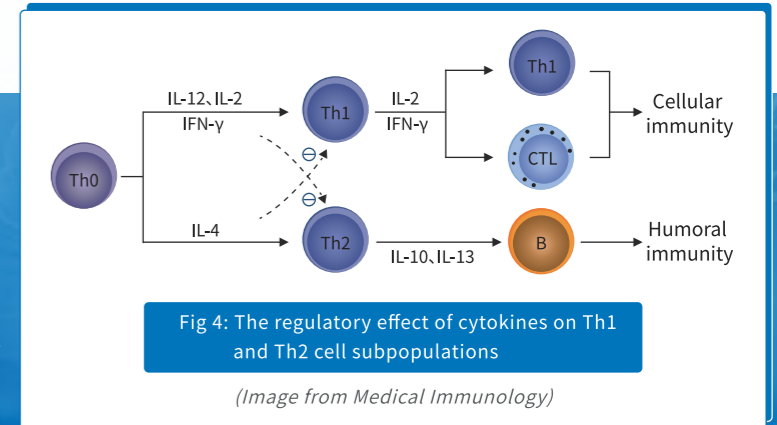 IL-12、IL-2
IFN-γ
Th0
Th1
IL-2
IFN-γ
Th1
CTL
Cellular
immunity
IL-4
Th2
IL-10、IL-13
B
Humoral
immunity
⊖
⊖
Fig 4: The regulatory effect of cytokines on Th1
and Th2 cell subpopulations
(Image from Medical Immunology)